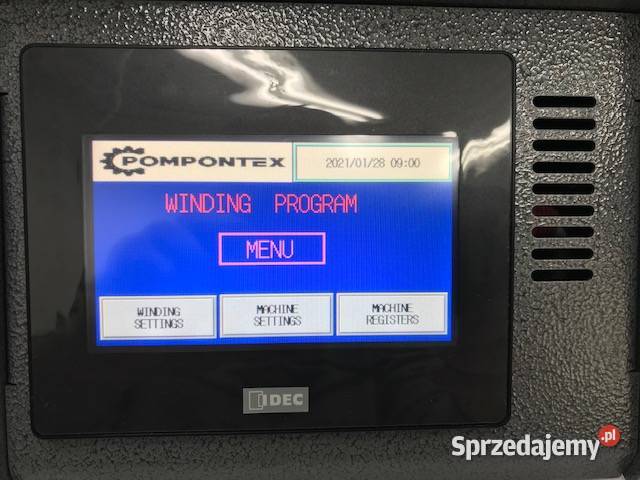 POMPONTEX
2021/01/28 09:00
WINDING PROGRAM
MENU
WINDING
SETTINGS
MACHINE
SETTINGS
MACHINE
REGISTERS
IDEC
Sprzedajemy.pl